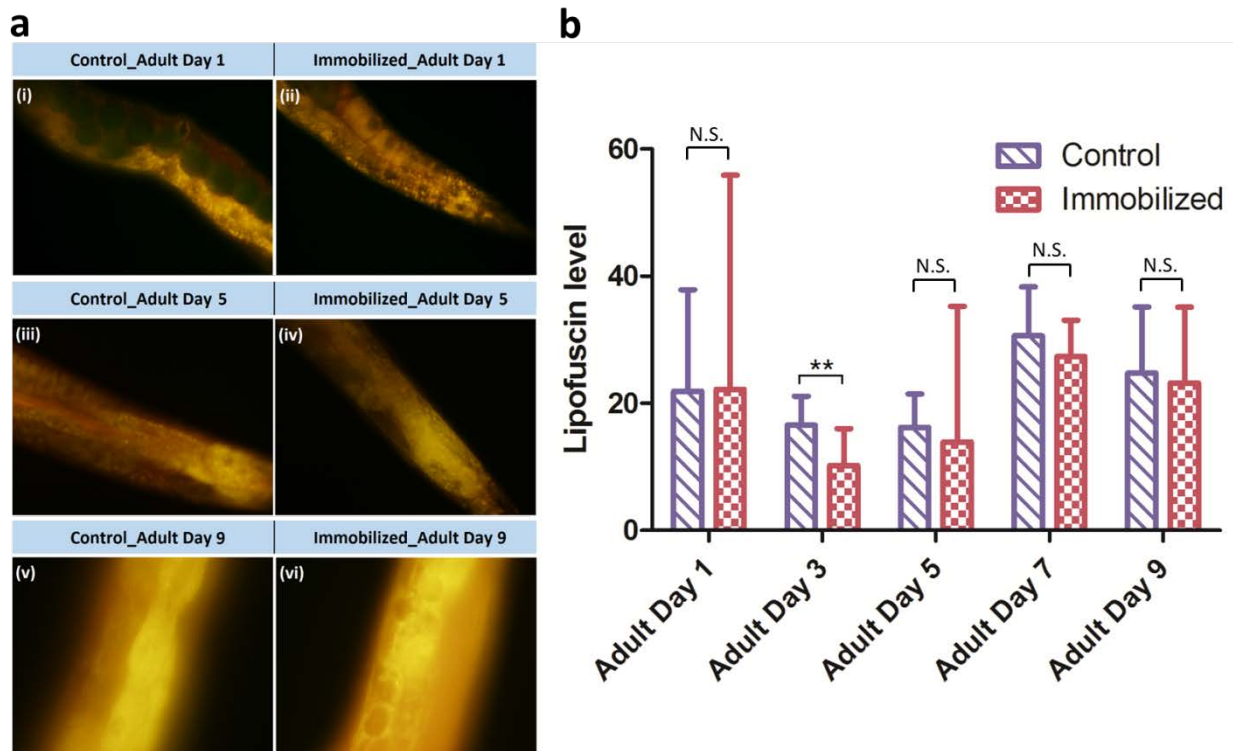 a
Control_Adult Day 1
Immobilized_Adult Day 1
(i)
(ii)
Control_Adult Day 5
Immobilized_Adult Day 5
(iii)
(iv)
Control_Adult Day 9
Immobilized_Adult Day 9
(v)
(vi)
b
Lipofuscin level
60
40
20
0
N.S.
**
N.S.
N.S.
N.S.
Control
Immobilized
Adult Day 1
Adult Day 3
Adult Day 5
Adult Day 7
Adult Day 9